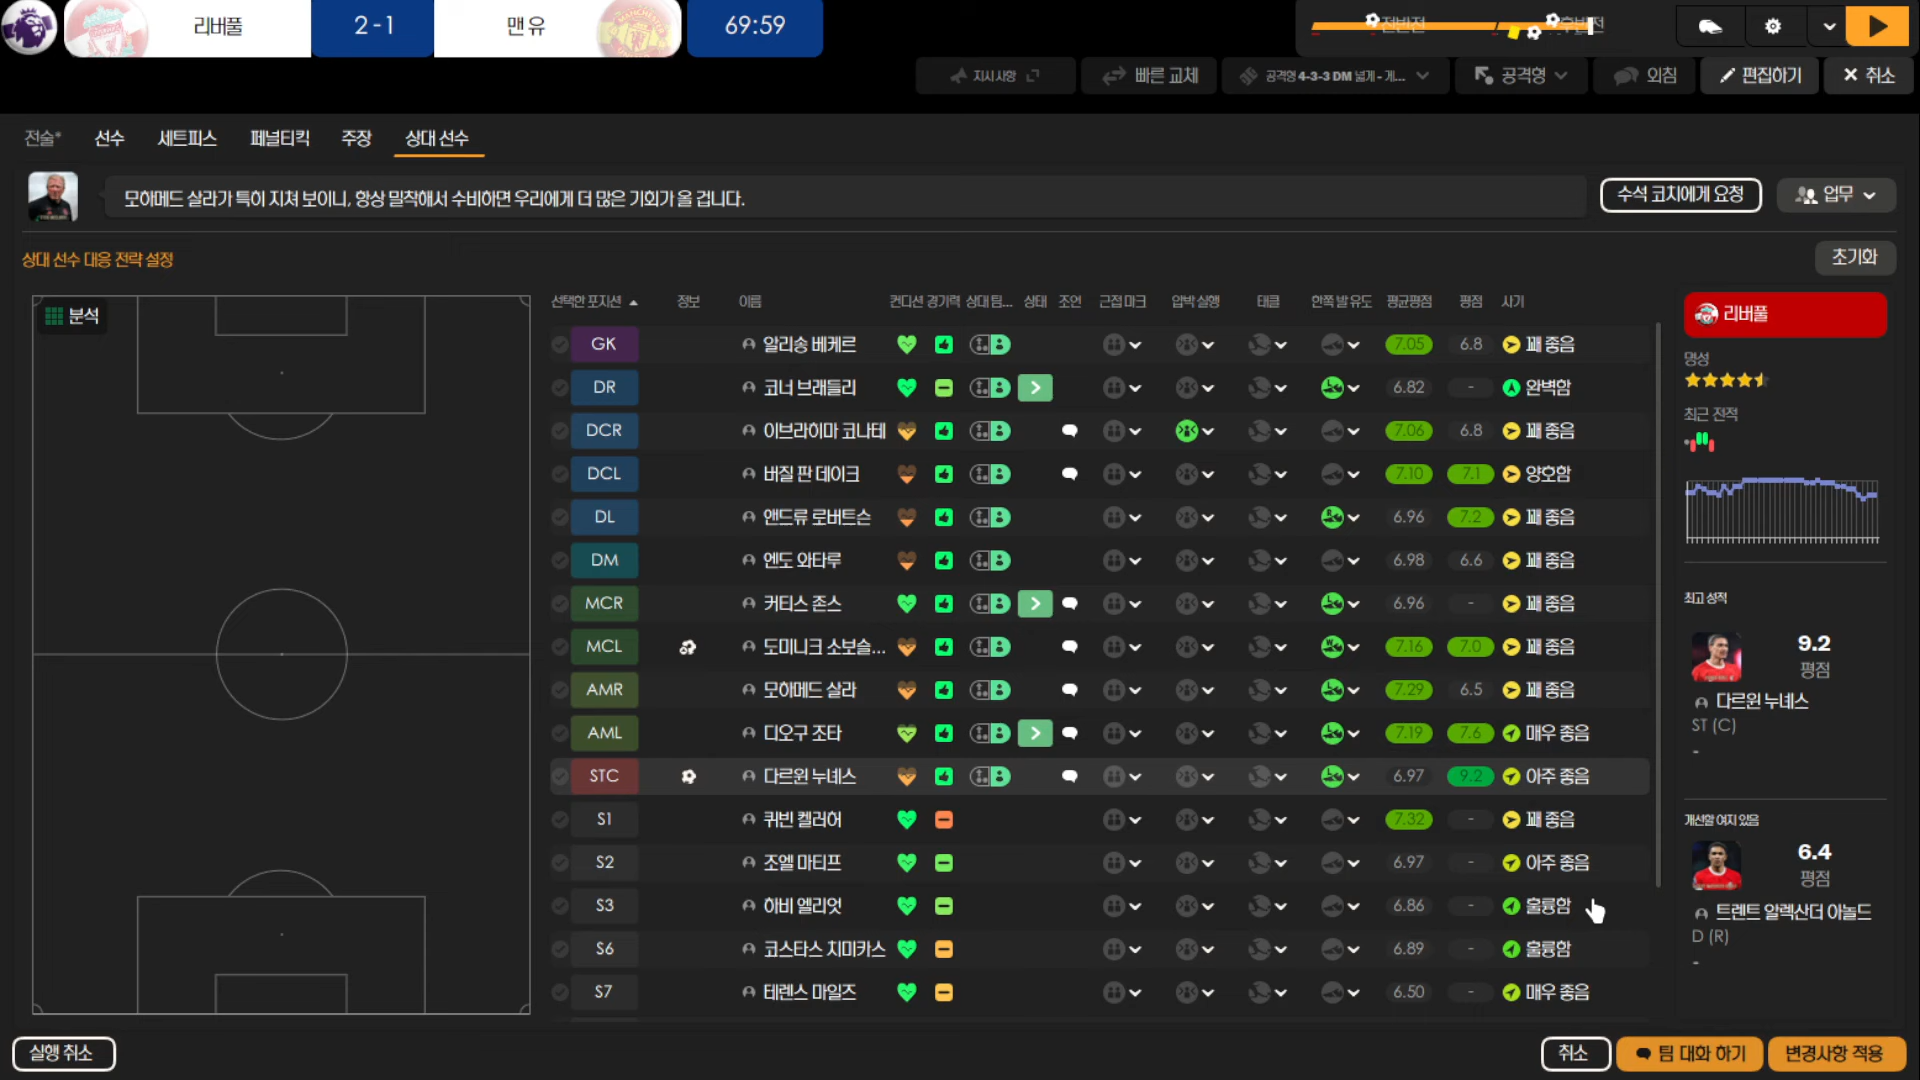 리버풀 2 - 1 맨유 69:59 전반전 후반전
지시사항 빠른 교체 공격형 4-3-3 DM 넓게 - 게... 공격형 외침 편집하기 취소
전술* 선수 세트피스 페널티킥 주장 상대 선수
모하메드 살라가 특히 지쳐 보이니, 항상 밀착해서 수비하면 우리에게 더 많은 기회가 올 겁니다. 수석 코치에게 요청 업무
상대 선수 대응 전략 설정 초기화
분석
선택한 포지션 정보 이름 컨디션 경기력 상대 팀... 상태 조언 근접 마크 압박 실행 태클 한쪽 발 유도 평균평점 평점 사기
GK 알리송 베케르 7.05 6.8 꽤 좋음
DR 코너 브래들리 6.82 - 완벽함
DCR 이브라히마 코나테 7.06 6.8 꽤 좋음
DCL 버질 판 데이크 7.10 7.1 양호함
DL 앤드류 로버트슨 6.96 7.2 꽤 좋음
DM 엔도 와타루 6.98 6.6 꽤 좋음
MCR 커티스 존스 6.96 - 꽤 좋음
MCL 도미니크 소보슬... 7.16 7.0 꽤 좋음
AMR 모하메드 살라 7.29 6.5 꽤 좋음
AML 디오구 조타 7.19 7.6 매우 좋음
STC 다르윈 누녜스 6.97 9.2 아주 좋음
S1 퀴빈 켈러허 7.32 - 꽤 좋음
S2 조엘 마티프 6.97 - 아주 좋음
S3 하비 엘리엇 6.86 - 훌륭함
S6 코스타스 치미카스 6.89 - 훌륭함
S7 테렌스 마일즈 6.50 - 매우 좋음
리버풀
명성
최근 전적
최고 성적
9.2
평점
다르윈 누녜스
ST (C)
-
개선할 여지 있음
6.4
평점
트렌트 알렉산더 아놀드
D (R)
-
실행 취소 취소 팀 대화 하기 변경사항 적용